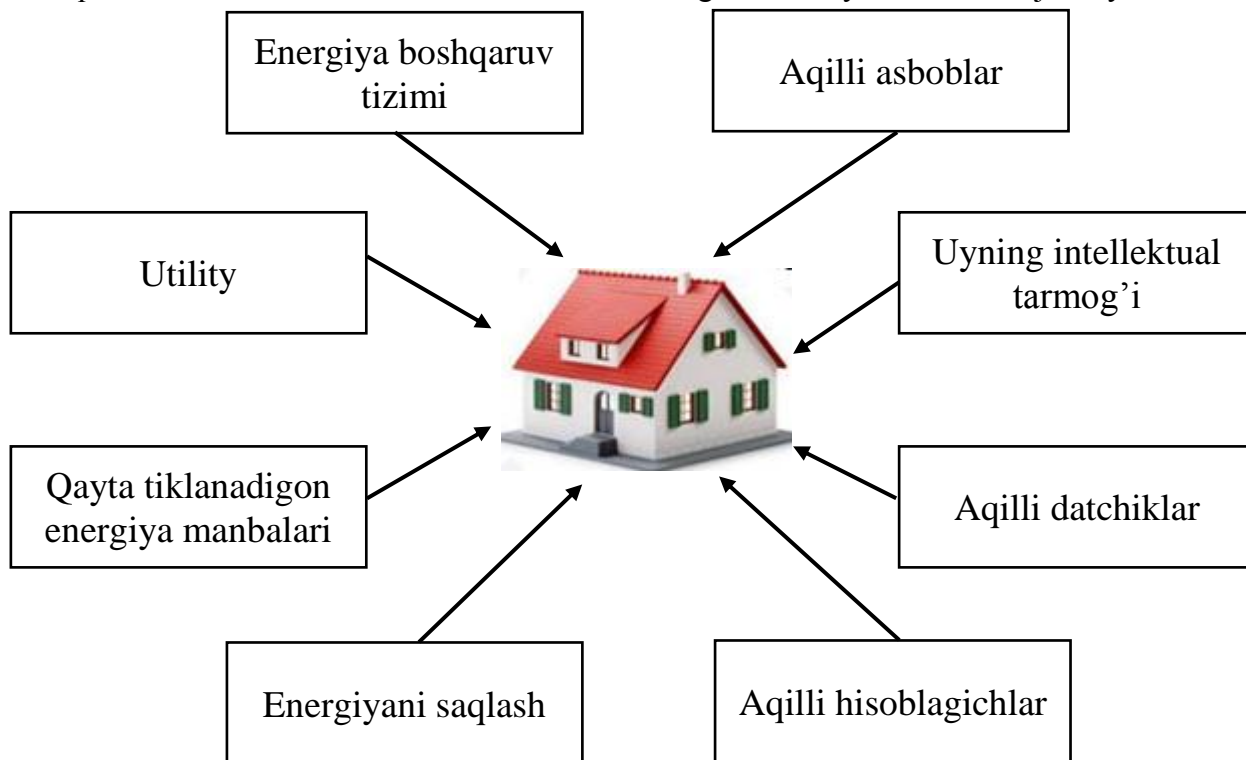 Energiya boshqaruv
tizimi
Aqilli asboblar
Utility
Uyning intellektual
tarmog’i
Qayta tiklanadigon
energiya manbalari
Aqilli datchiklar
Energiyani saqlash
Aqilli hisoblagichlar